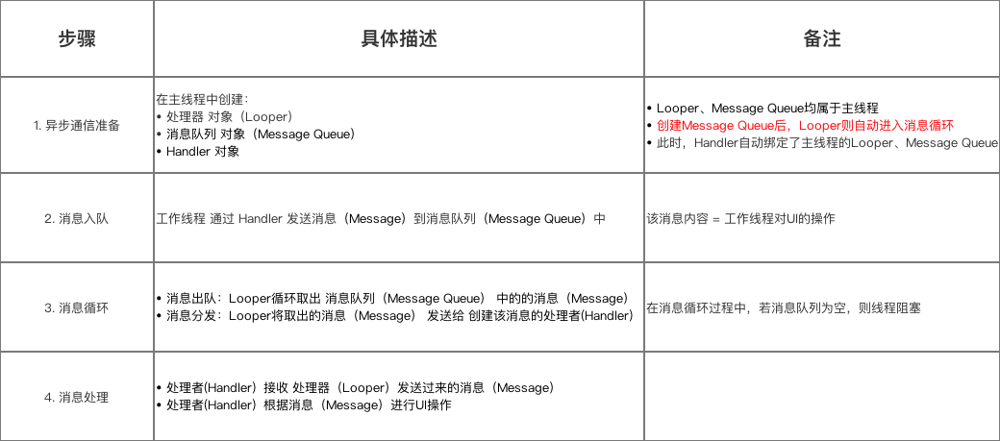 步骤
具体描述
备注
1. 异步通信准备
在主线程中创建：
• 处理器 对象（Looper）
• 消息队列 对象（Message Queue）
• Handler 对象
• Looper、Message Queue均属于主线程
• 创建Message Queue后，Looper则自动进入消息循环
• 此时，Handler自动绑定了主线程的Looper、Message Queue
2. 消息入队
工作线程 通过 Handler 发送消息（Message）到消息队列（Message Queue）中
该消息内容 = 工作线程对UI的操作
3. 消息循环
• 消息出队：Looper循环取出 消息队列（Message Queue） 中的的消息（Message）
• 消息分发：Looper将取出的消息（Message） 发送给 创建该消息的处理者(Handler)
在消息循环过程中，若消息队列为空，则线程阻塞
4. 消息处理
• 处理者(Handler）接收 处理器（Looper）发送过来的消息（Message）
• 处理者(Handler）根据消息（Message）进行UI操作